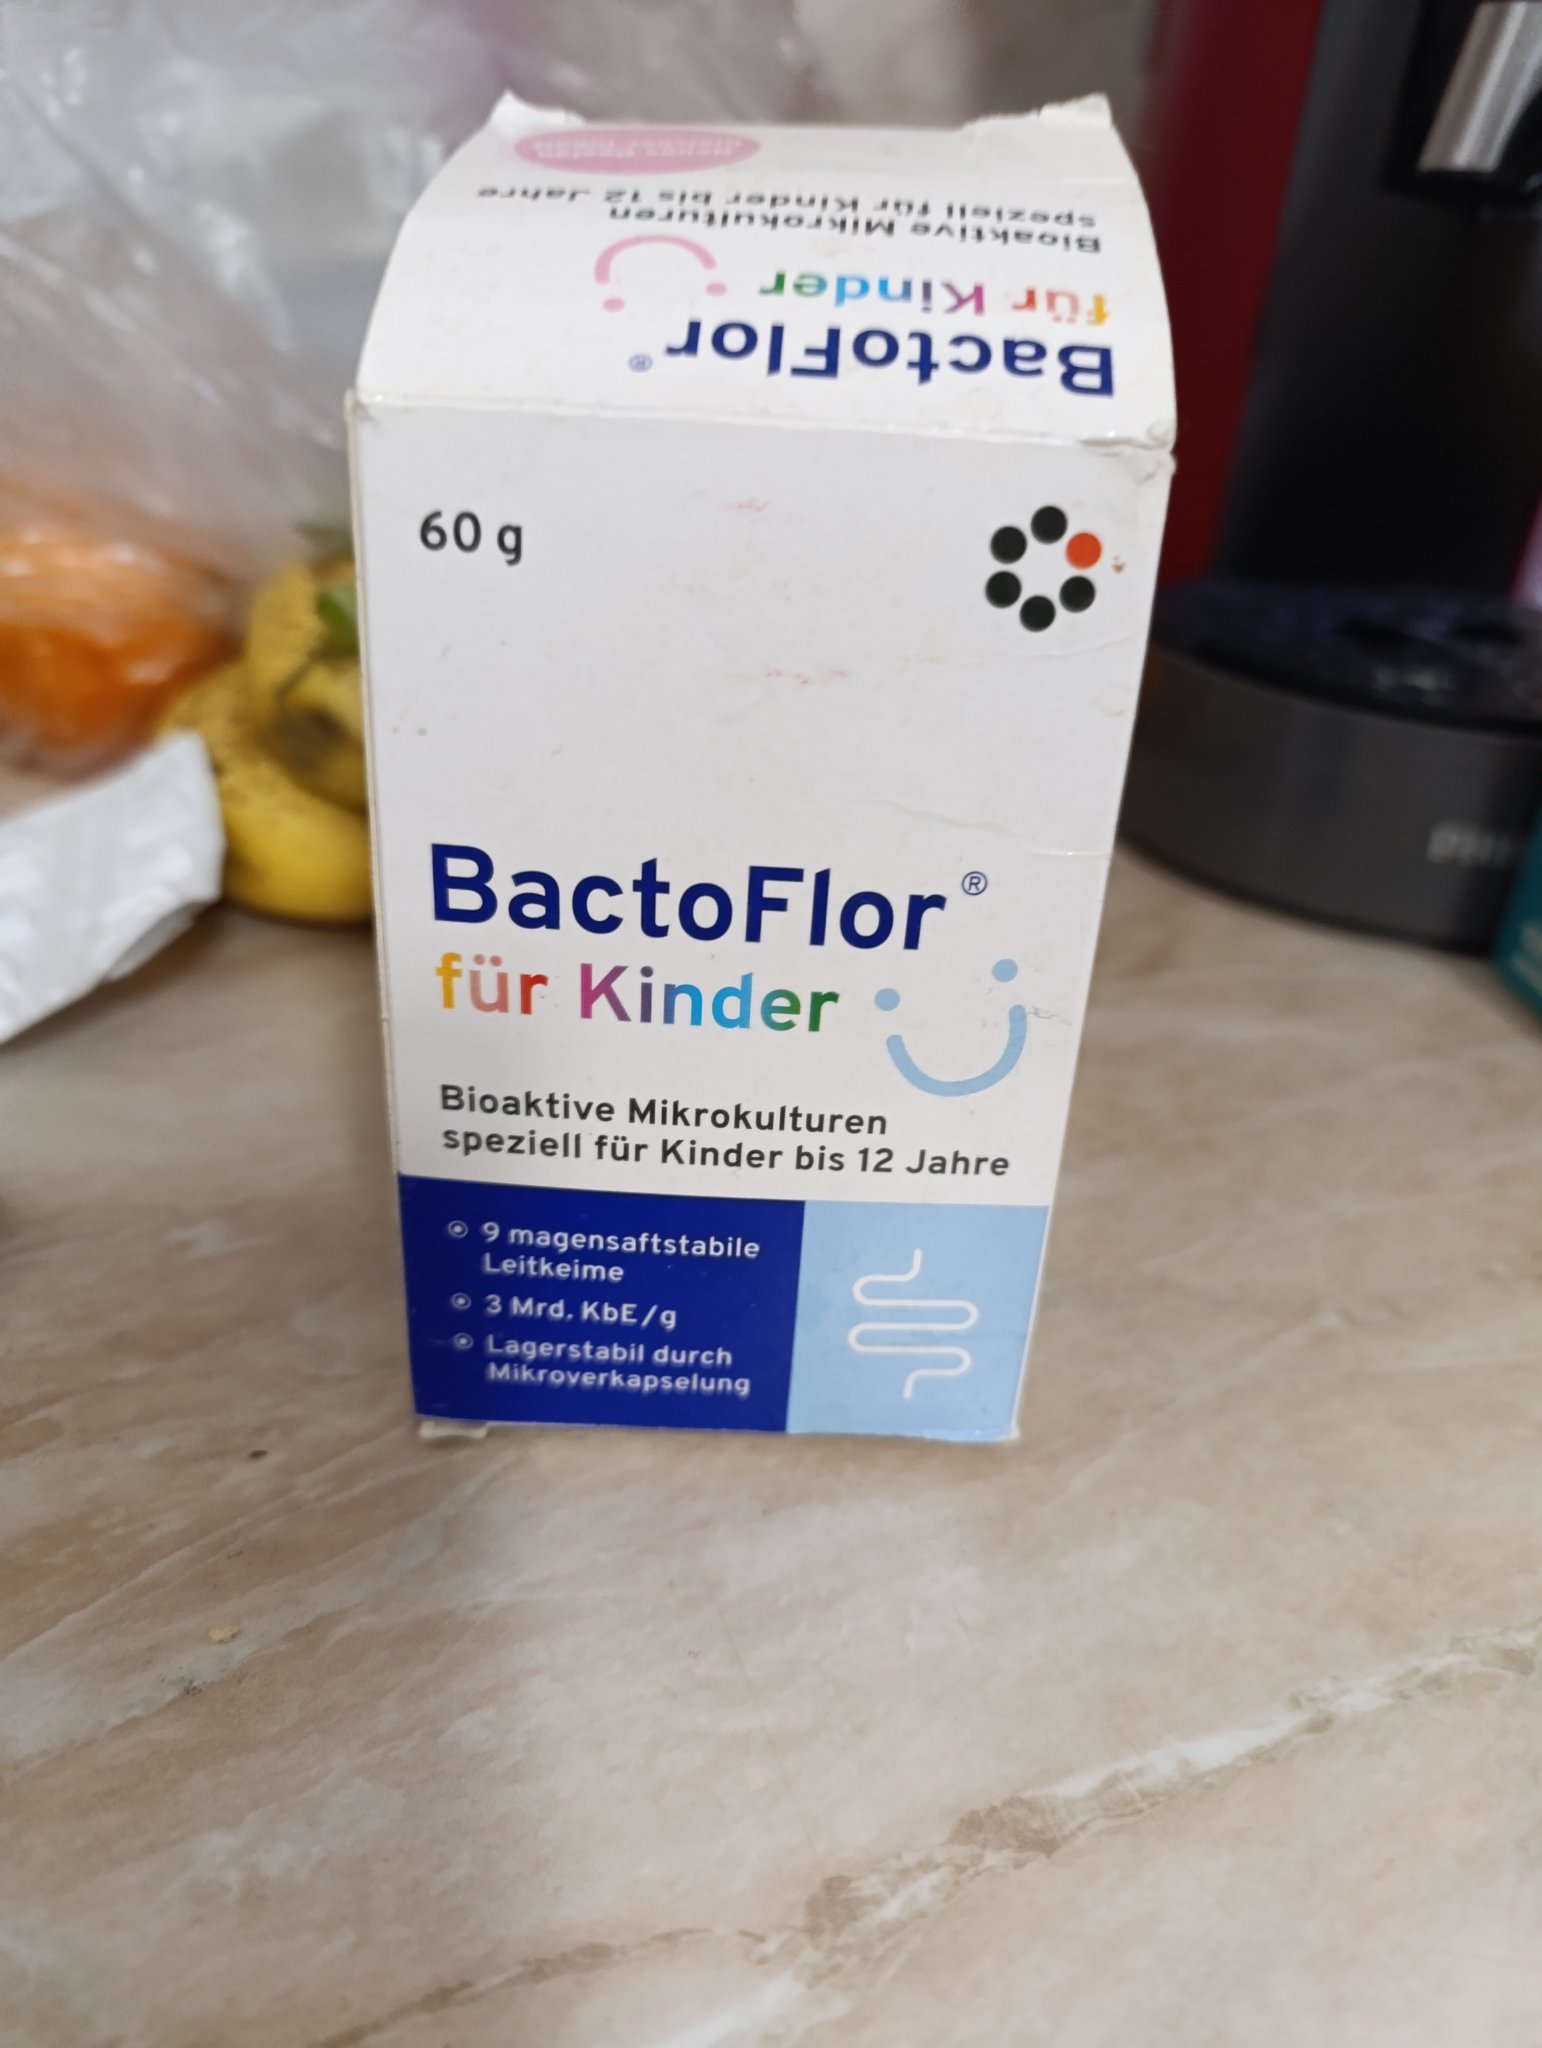 BactoFlor®
für Kinder
Bioaktive Mikrokulturen
speziell für Kinder bis 12 Jahre
60 g
BactoFlor®
für Kinder
Bioaktive Mikrokulturen
speziell für Kinder bis 12 Jahre
9 magensaftstabile
Leitkeime
3 Mrd. KbE/g
Lagerstabil durch
Mikroverkapselung